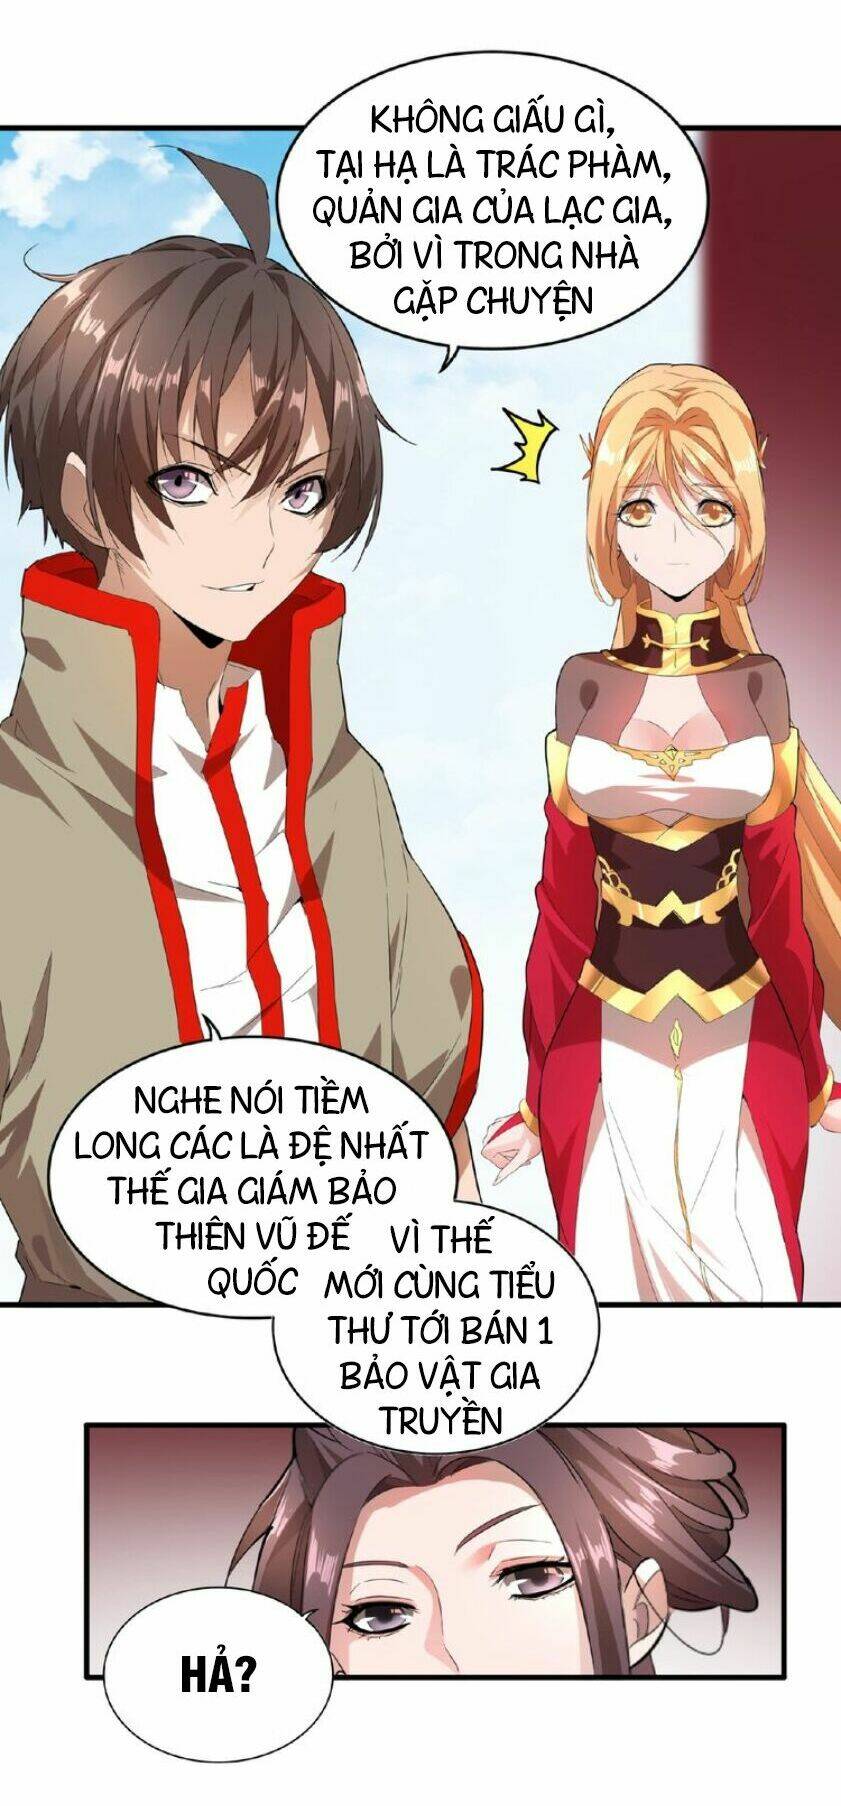 KHÔNG GIẤU GÌ,
TẠI HẠ LÀ TRÁC PHÀM,
QUẢN GIA CỦA LẠC GIA,
BỞI VÌ TRONG NHÀ
GẶP CHUYỆN
NGHE NÓI TIỀM
LONG CÁC LÀ ĐỆ NHẤT
THẾ GIA GIÁM BẢO
THIÊN VŨ ĐẾ
QUỐC
VÌ THẾ
MỚI CÙNG TIỂU
THƯ TỚI BÁN 1
BẢO VẬT GIA
TRUYỀN
HẢ?